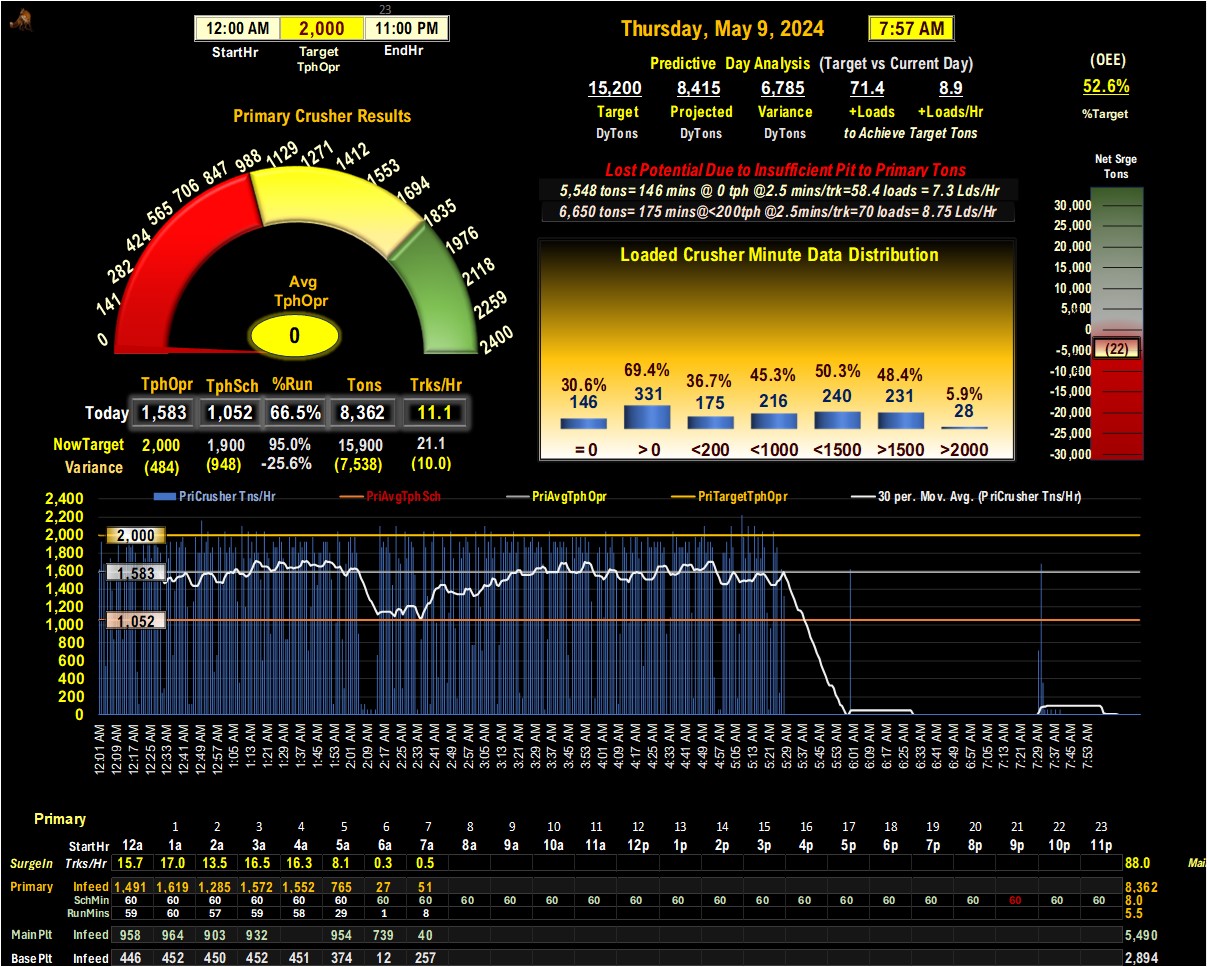 23
12:00 AM 2,000 11:00 PM
StartHr Target EndHr
TphOpr
Thursday, May 9, 2024 7:57 AM
Predictive Day Analysis (Target vs Current Day)
15,200 8,415 6,785 71.4 8.9
Target Projected Variance +Loads +Loads/Hr
DyTons DyTons DyTons to Achieve Target Tons
(OEE)
52.6%
%Target
Primary Crusher Results
0 141 282 424 565 706 847 988 1129 1271 1412 1553 1694 1835 1976 2118 2259 2400
Avg
TphOpr
0
Lost Potential Due to Insufficient Pit to Primary Tons
5,548 tons=146 mins @ 0 tph @2.5 mins/trk=58.4 loads = 7.3 Lds/Hr
6,650 tons= 175 mins@<200tph @2.5mins/trk=70 loads= 8.75 Lds/Hr
Net Srge
Tons
30,000
25,000
20,000
15,000
10,000
5,000
0
-5,000
(22)
-10,000
-15,000
-20,000
-25,000
-30,000
Loaded Crusher Minute Data Distribution
30.6% 69.4% 36.7% 45.3% 50.3% 48.4% 5.9%
146 331 175 216 240 231 28
= 0 > 0 <200 <1000 <1500 >1500 >2000
TphOpr TphSch %Run Tons Trks/Hr
Today 1,583 1,052 66.5% 8,362 11.1
NowTarget 2,000 1,900 95.0% 15,900 21.1
Variance (484) (948) -25.6% (7,538) (10.0)
PriCrusher Tns/Hr PriAvgTphSch PriAvgTphOpr PriTargetTphOpr 30 per. Mov. Avg. (PriCrusher Tns/Hr)
2,400
2,200
2,000
1,800
1,600
1,400
1,200
1,000
800
600
400
200
0
2,000
1,583
1,052
12:01 AM 12:09 AM 12:17 AM 12:25 AM 12:33 AM 12:41 AM 12:49 AM 12:57 AM 1:05 AM 1:13 AM 1:21 AM 1:29 AM 1:37 AM 1:45 AM 1:53 AM 2:01 AM 2:09 AM 2:17 AM 2:25 AM 2:33 AM 2:41 AM 2:49 AM 2:57 AM 3:05 AM 3:13 AM 3:21 AM 3:29 AM 3:37 AM 3:45 AM 3:53 AM 4:01 AM 4:09 AM 4:17 AM 4:25 AM 4:33 AM 4:41 AM 4:49 AM 4:57 AM 5:05 AM 5:13 AM 5:21 AM 5:29 AM 5:37 AM 5:45 AM 5:53 AM 6:01 AM 6:09 AM 6:17 AM 6:25 AM 6:33 AM 6:41 AM 6:49 AM 6:57 AM 7:05 AM 7:13 AM 7:21 AM 7:29 AM 7:37 AM 7:45 AM 7:53 AM
Primary
1 2 3 4 5 6 7 8 9 10 11 12 13 14 15 16 17 18 19 20 21 22 23
StartHr 12a 1a 2a 3a 4a 5a 6a 7a 8a 9a 10a 11a 12p 1p 2p 3p 4p 5p 6p 7p 8p 9p 10p 11p
SurgeIn Trks/Hr 15.7 17.0 13.5 16.5 16.3 8.1 0.3 0.5 88.0
Primary Infeed 1,491 1,619 1,285 1,572 1,552 765 27 51 8,362
SchMin 60 60 60 60 60 60 60 60 60 60 60 60 60 60 60 60 60 60 60 60 60 60 60 60 8.0
RunMins 59 60 57 59 58 29 1 8 5.5
MainPlt Infeed 958 964 903 932 954 739 40 5,490
BasePlt Infeed 446 452 450 452 451 374 12 257 2,894